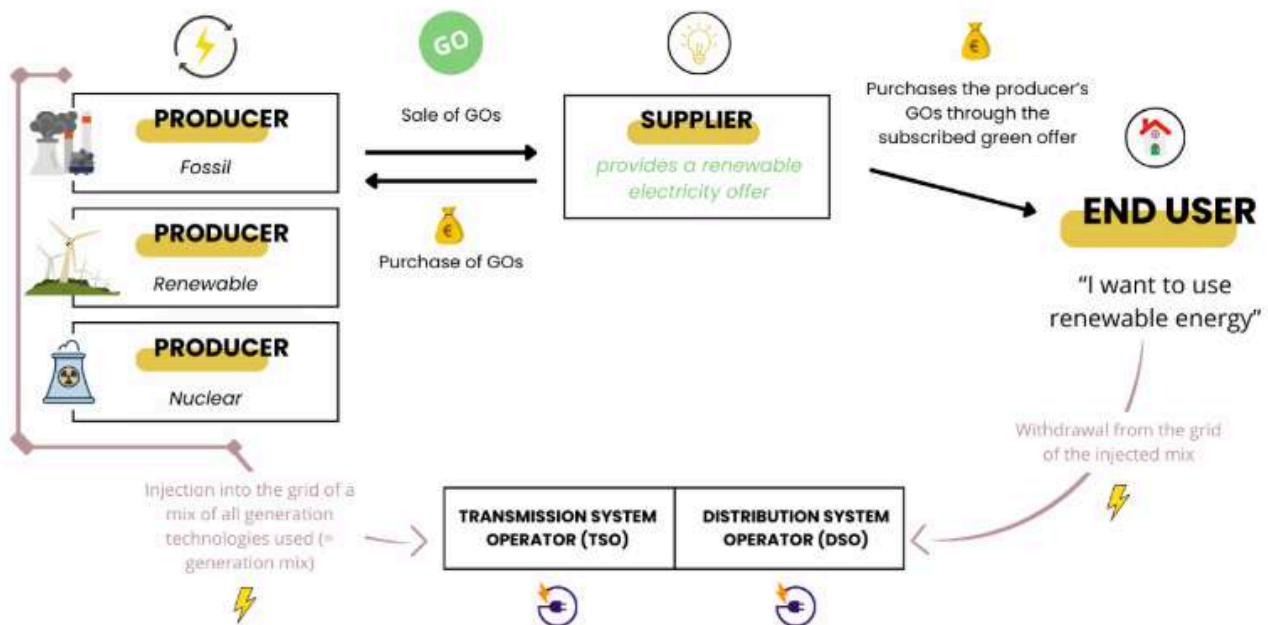 GO
Sale of GOs
Purchase of GOs
PRODUCER
Fossil
PRODUCER
Renewable
PRODUCER
Nuclear
SUPPLIER
provides a renewable
electricity offer
€
€
Purchases the producer's
GOs through the
subscribed green offer
END USER
“I want to use
renewable energy”
Withdrawal from the grid
of the injected mix
Injection into the grid of a
mix of all generation
technologies used (=
generation mix)
TRANSMISSION SYSTEM
OPERATOR (TSO)
DISTRIBUTION SYSTEM
OPERATOR (DSO)